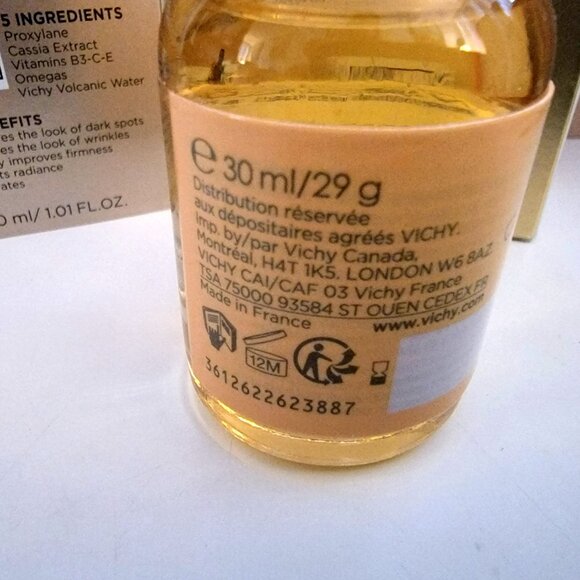 5 INGREDIENTS
Proxylane
Cassia Extract
Vitamins B3-C-E
Omegas
Vichy Volcanic Water
EFITS
es the look of dark spots
es the look of wrinkles
y improves firmness
ts radiance
ates
0 ml/ 1.01 FL.OZ.
e 30 ml/29 g
Distribution réservée
aux dépositaires agréés VICHY.
Imp. by/par Vichy Canada,
Montréal, H4T 1K5. LONDON W6 8AZ
VICHY CAI/CAF 03 Vichy France
TSA 75000 93584 ST OUEN CEDEX FR
Made in France
www.vichy.com
12M
3612622623887